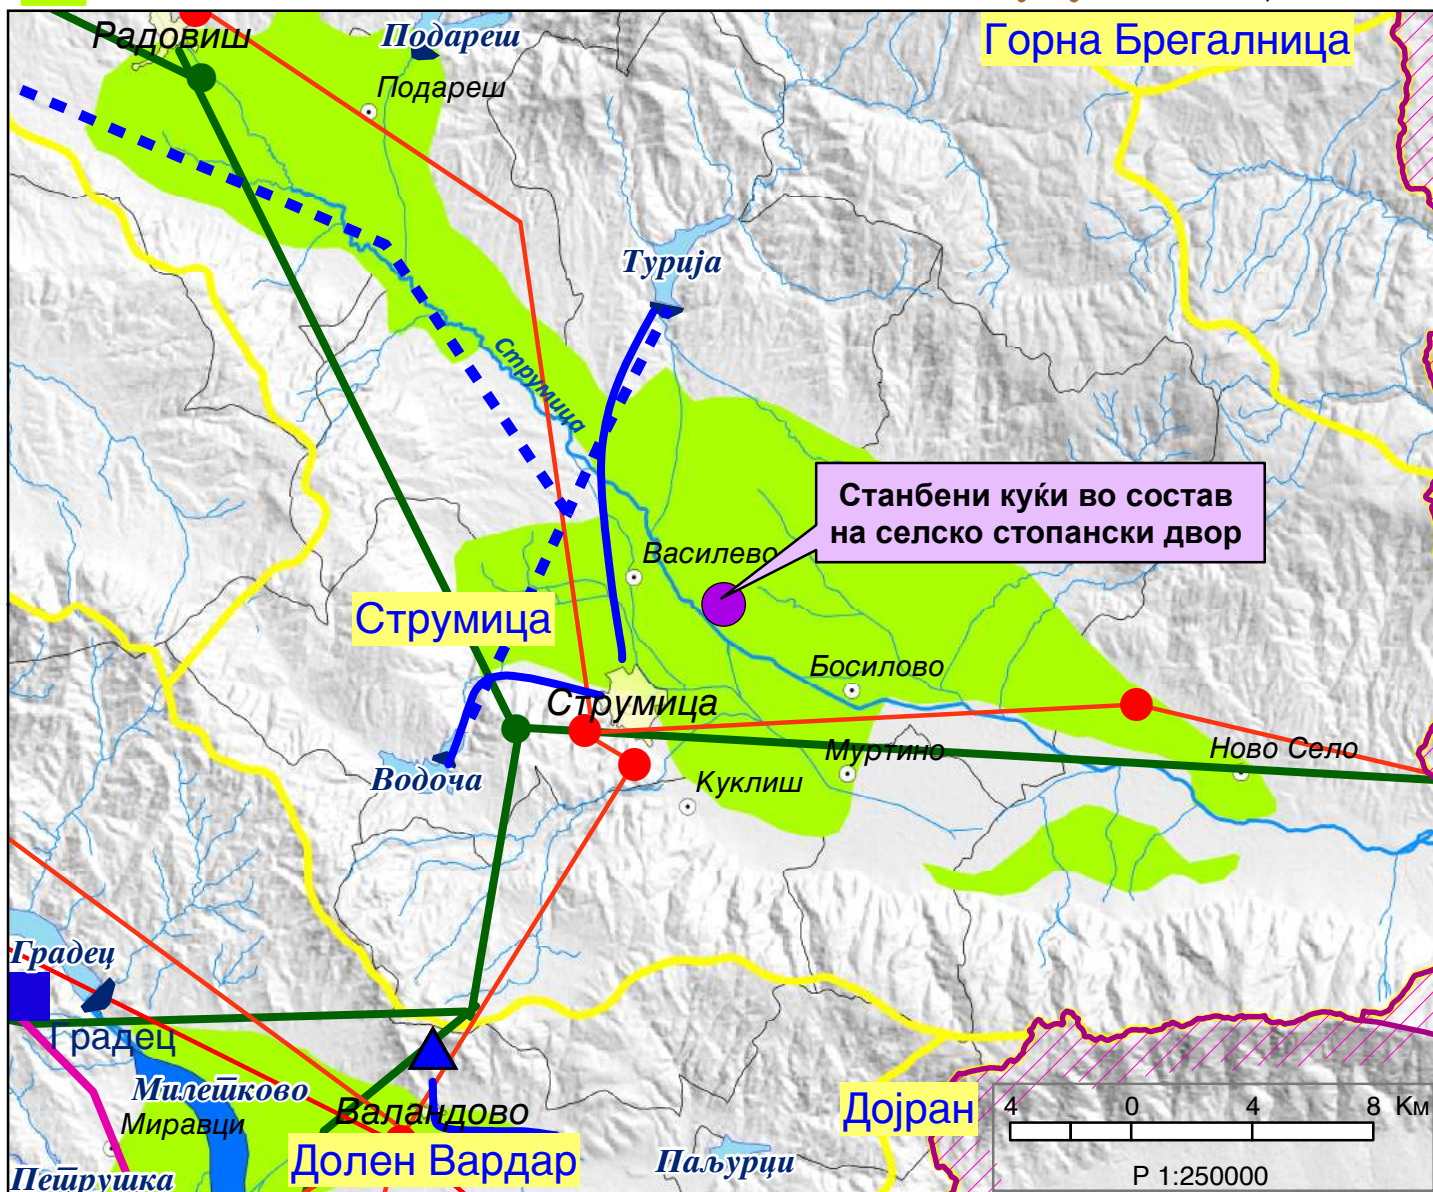 Радовиш
Подареш
Горна Брегалница
Подареш
Турија
Струмица
Станбени куќи во состав
на селско стопански двор
Василево
Струмица
Босилово
Струмица
Ново Село
Муртино
Водоча
Куклиш
Градец
Градец
Милешково
Миравци
Валандово
Дојран
4 0 4 8 Км
Долен Вардар
Паљурци
Петрушка
Р 1:250000